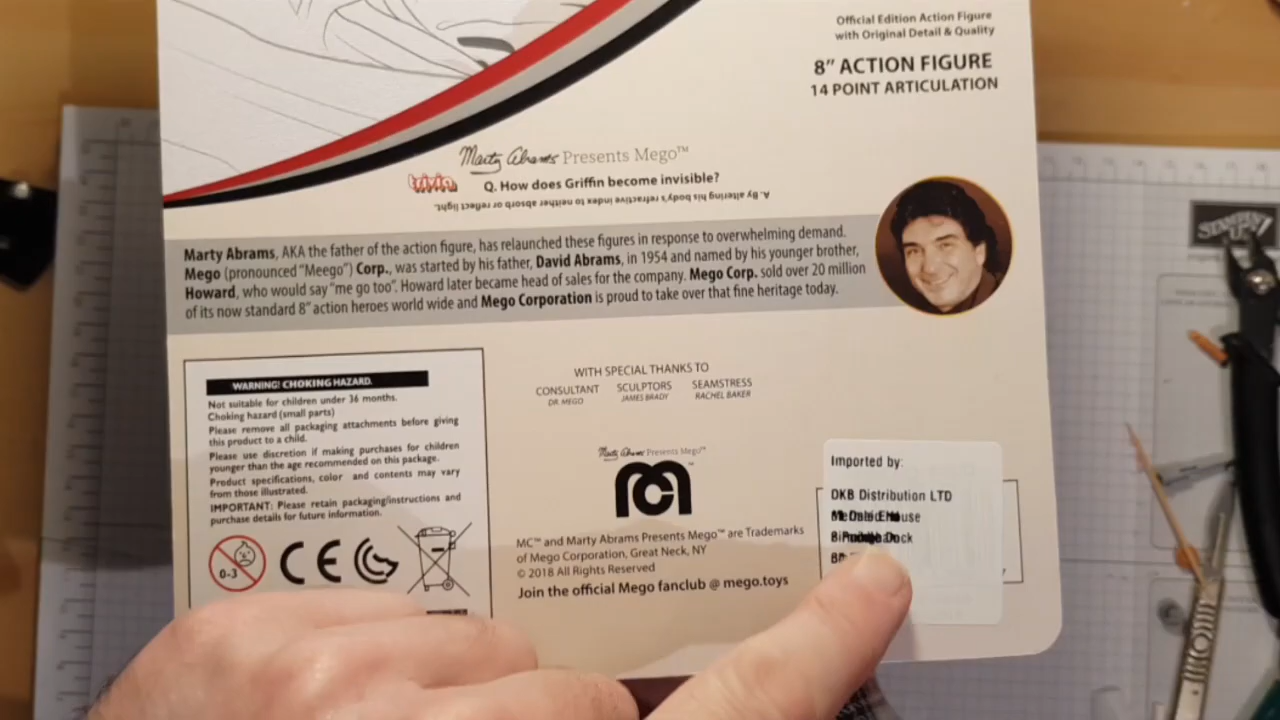 Official Edition Action Figure
with Original Detail & Quality
8" ACTION FIGURE
14 POINT ARTICULATION
Marty Abrams Presents Mego™
trivia
Q. How does Griffin become invisible?
A. By altering his body's refractive index to neither absorb or reflect light.
Marty Abrams, AKA the father of the action figure, has relaunched these figures in response to overwhelming demand.
Mego (pronounced "Meego") Corp., was started by his father, David Abrams, in 1954 and named by his younger brother,
Howard, who would say "me go too". Howard later became head of sales for the company. Mego Corp. sold over 20 million
of its now standard 8" action heroes world wide and Mego Corporation is proud to take over that fine heritage today.
STAMPIN' UP!
WARNING! CHOKING HAZARD.
Not suitable for children under 36 months.
Choking hazard (small parts)
Please remove all packaging attachments before giving
this product to a child.
Please use discretion if making purchases for children
younger than the age recommended on this package.
Product specifications, color and contents may vary
from those illustrated.
IMPORTANT: Please retain packaging/instructions and
purchase details for future information.
0-3
CE
WITH SPECIAL THANKS TO
CONSULTANT SCULPTORS SEAMSTRESS
DR MEGO JAMES BRADY RACHEL BAKER
Marty Abrams Presents Mego™
MC™ and Marty Abrams Presents Mego™ are Trademarks
of Mego Corporation, Great Neck, NY
© 2018 All Rights Reserved
Join the official Mego fanclub @ mego.toys
Imported by:
DKB Distribution LTD